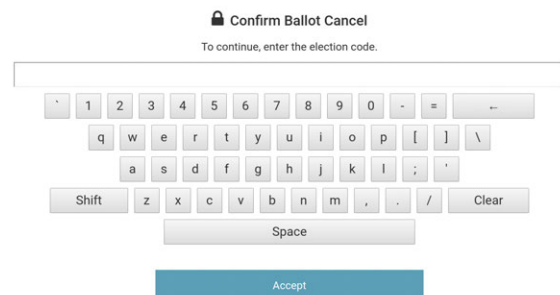 Confirm Ballot Cancel
To continue, enter the election code.
` 1 2 3 4 5 6 7 8 9 0 - = ←
q w e r t y u i o p [ ] \
a s d f g h j k l ; '
Shift z x c v b n m , . / Clear
Space
Accept